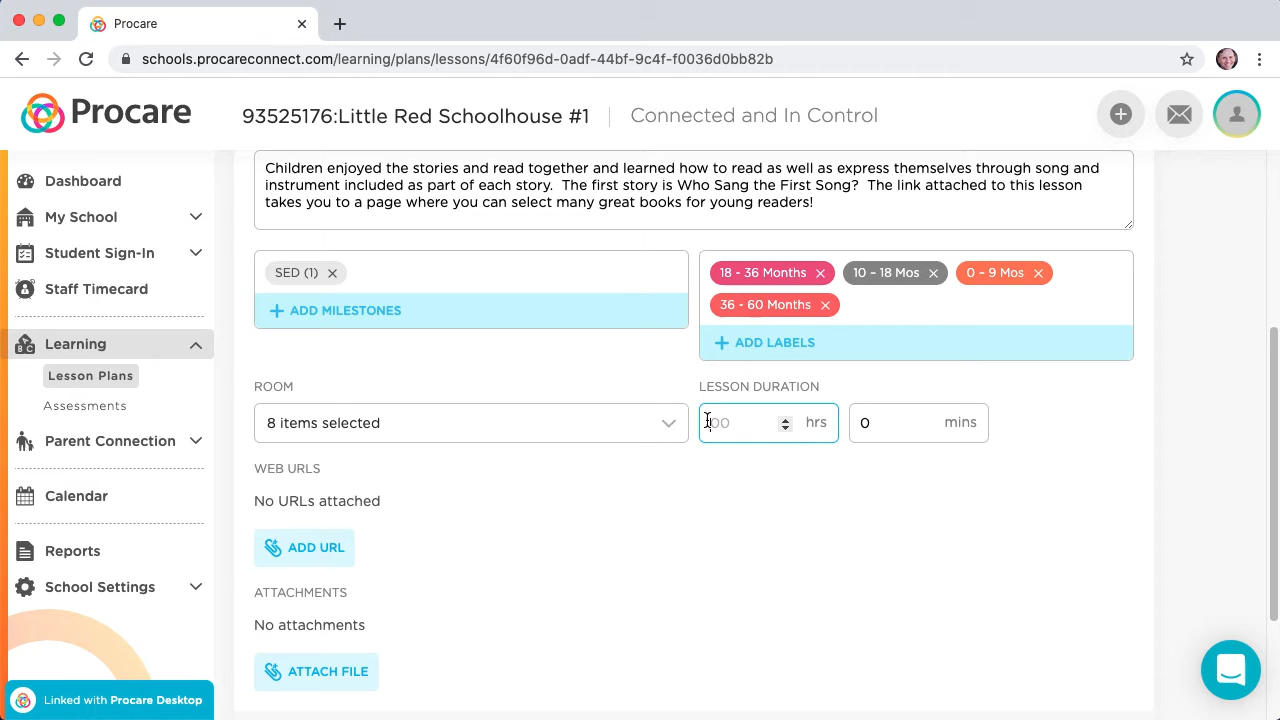 Procare
schools.procareconnect.com/learning/plans/lessons/4f60f96d-0adf-44bf-9c4f-f0036d0bb82b
Procare
93525176:Little Red Schoolhouse #1
Connected and In Control
Dashboard
My School
Student Sign-In
Staff Timecard
Learning
Lesson Plans
Assessments
Parent Connection
Calendar
Reports
School Settings
Linked with Procare Desktop
Children enjoyed the stories and read together and learned how to read as well as express themselves through song and
instrument included as part of each story.  The first story is Who Sang the First Song?  The link attached to this lesson
takes you to a page where you can select many great books for young readers!
SED (1)
ADD MILESTONES
18 - 36 Months
10 – 18 Mos
0 – 9 Mos
36 - 60 Months
ADD LABELS
ROOM
8 items selected
LESSON DURATION
00 hrs
0 mins
WEB URLS
No URLs attached
ADD URL
ATTACHMENTS
No attachments
ATTACH FILE